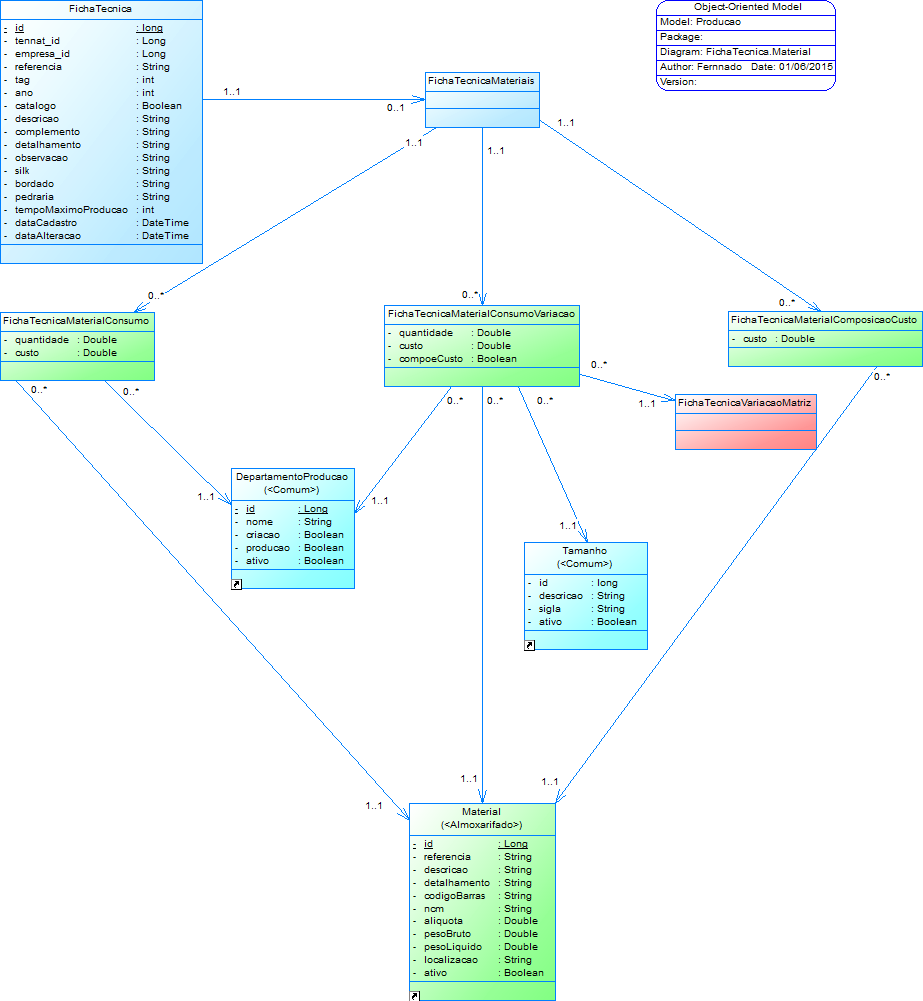 FichaTecnica
- id : long
- tennat_id : Long
- empresa_id : Long
- referencia : String
- tag : int
- ano : int
- catalogo : Boolean
- descricao : String
- complemento : String
- detalhamento : String
- observacao : String
- silk : String
- bordado : String
- pedraria : String
- tempoMaximoProducao : int
- dataCadastro : DateTime
- dataAlteracao : DateTime
Object-Oriented Model
Model: Producao
Package:
Diagram: FichaTecnica.Material
Author: Fernnado Date: 01/06/2015
Version:
1..1
0..1
FichaTecnicaMateriais
1..1
1..1
1..1
0..*
0..*
0..*
FichaTecnicaMaterialConsumo
- quantidade : Double
- custo : Double
FichaTecnicaMaterialConsumoVariacao
- quantidade : Double
- custo : Double
- compoeCusto : Boolean
FichaTecnicaMaterialComposicaoCusto
- custo : Double
0..*
1..1
FichaTecnicaVariacaoMatriz
0..*
0..*
0..*
0..*
0..*
0..*
1..1
1..1
1..1
DepartamentoProducao
(<Comum>)
- id : Long
- nome : String
- criacao : Boolean
- producao : Boolean
- ativo : Boolean
Tamanho
(<Comum>)
- id : long
- descricao : String
- sigla : String
- ativo : Boolean
1..1
1..1
1..1
Material
(<Almoxarifado>)
- id : Long
- referencia : String
- descricao : String
- detalhamento : String
- codigoBarras : String
- ncm : String
- aliquota : Double
- pesoBruto : Double
- pesoLiquido : Double
- localizacao : String
- ativo : Boolean